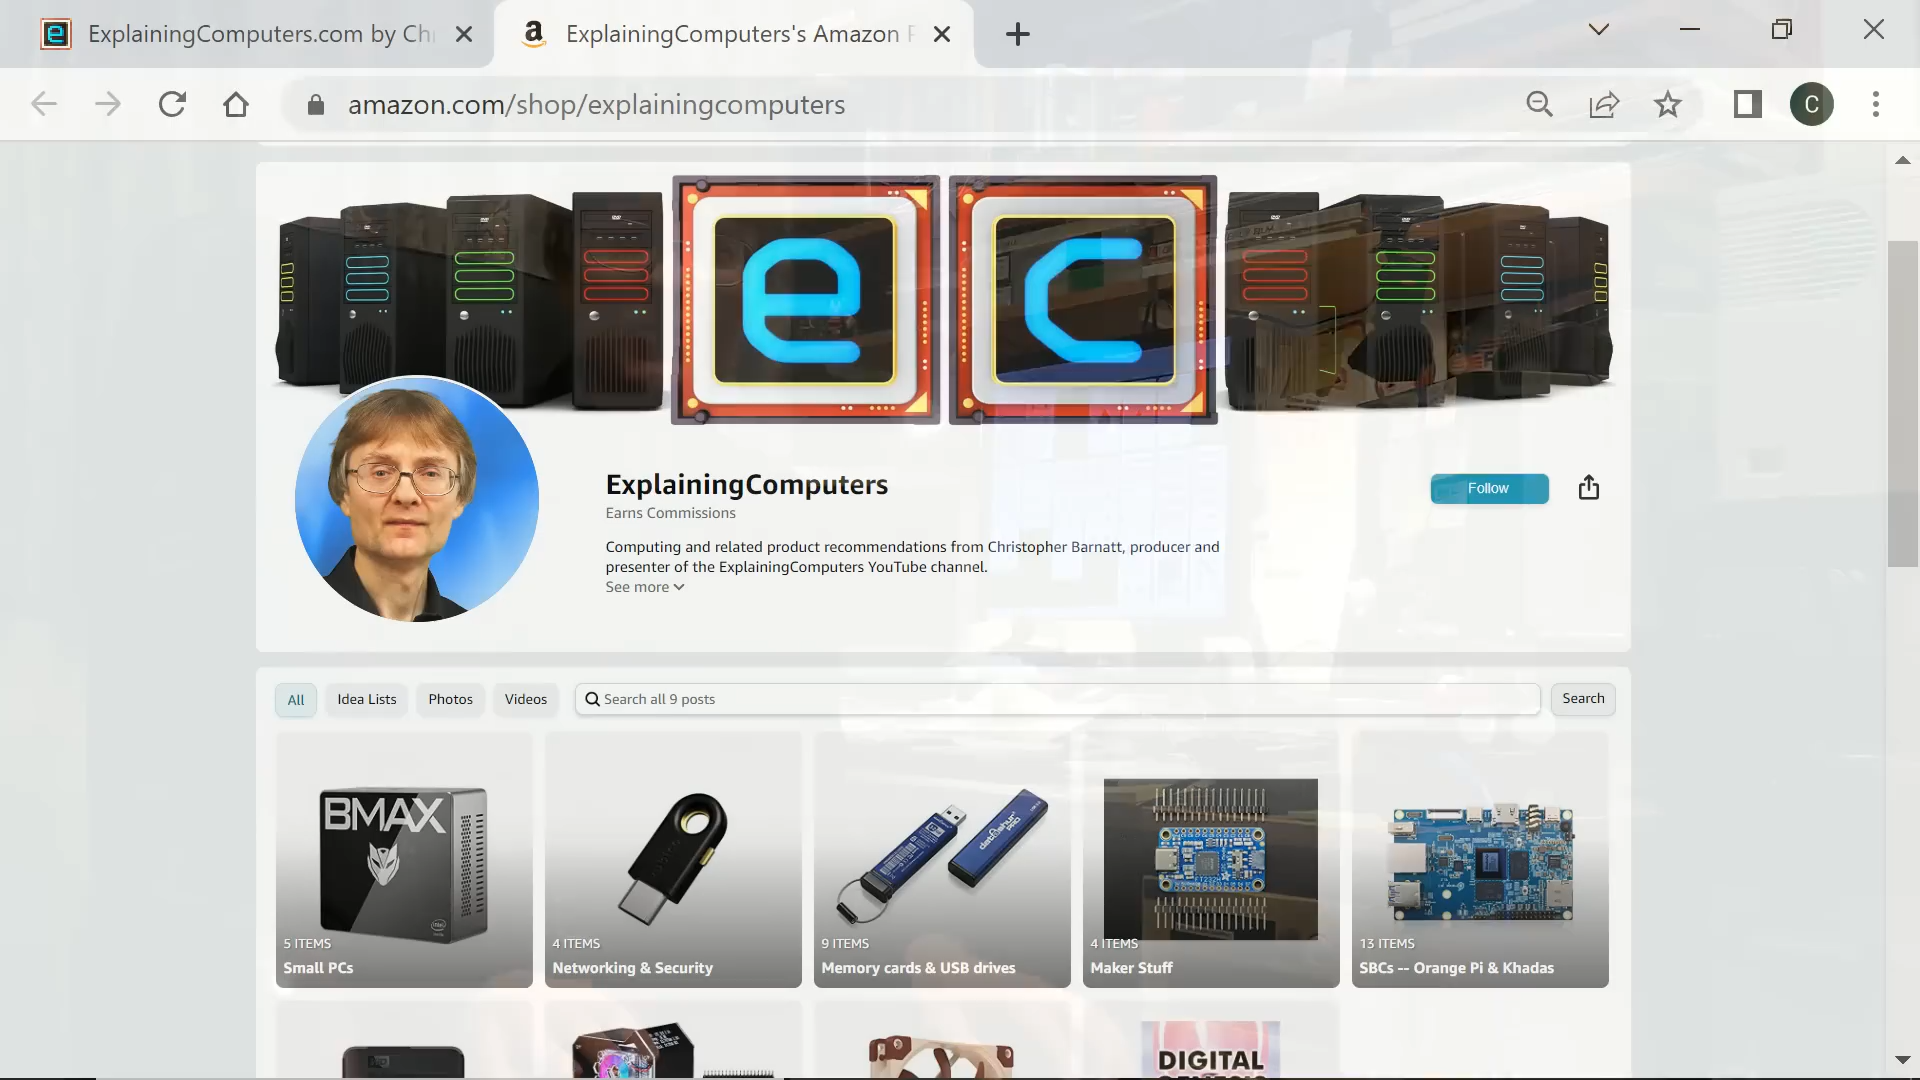 ExplainingComputers.com by Ch
ExplainingComputers's Amazon P
amazon.com/shop/explainingcomputers
C
e c
ExplainingComputers
Earns Commissions
Follow
Computing and related product recommendations from Christopher Barnatt, producer and
presenter of the ExplainingComputers YouTube channel.
See more
All
Idea Lists
Photos
Videos
Search all 9 posts
Search
BMAX
5 ITEMS
Small PCs
4 ITEMS
Networking & Security
datAshur PRO
9 ITEMS
Memory cards & USB drives
4 ITEMS
Maker Stuff
13 ITEMS
SBCs -- Orange Pi & Khadas
DIGITAL